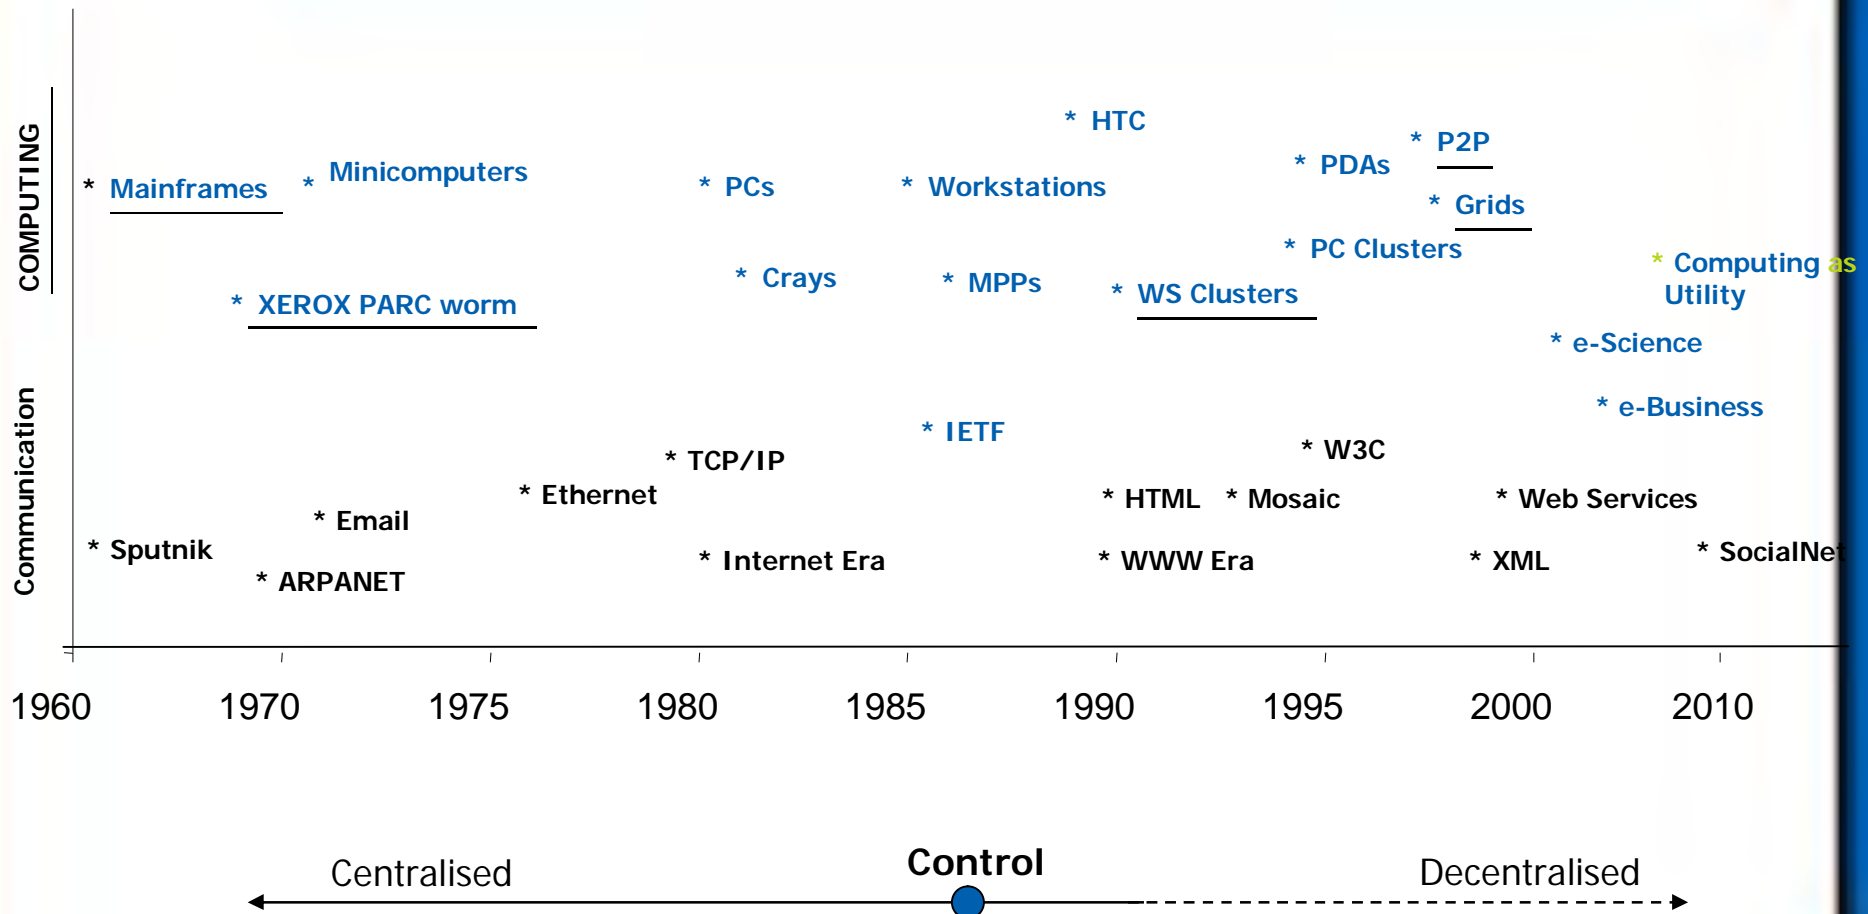 COMPUTING
* HTC
* P2P
* PDAs
* Minicomputers
* Mainframes
* PCs
* Workstations
* Grids
* PC Clusters
* Computing as
Utility
* Crays
* MPPs
* WS Clusters
* XEROX PARC worm
* e-Science
Communication
* e-Business
* IETF
* W3C
* TCP/IP
* Ethernet
* HTML
* Mosaic
* Web Services
* Email
* Sputnik
* Internet Era
* WWW Era
* XML
* SocialNet
* ARPANET
1960 1970 1975 1980 1985 1990 1995 2000 2010
Control
Centralised
Decentralised